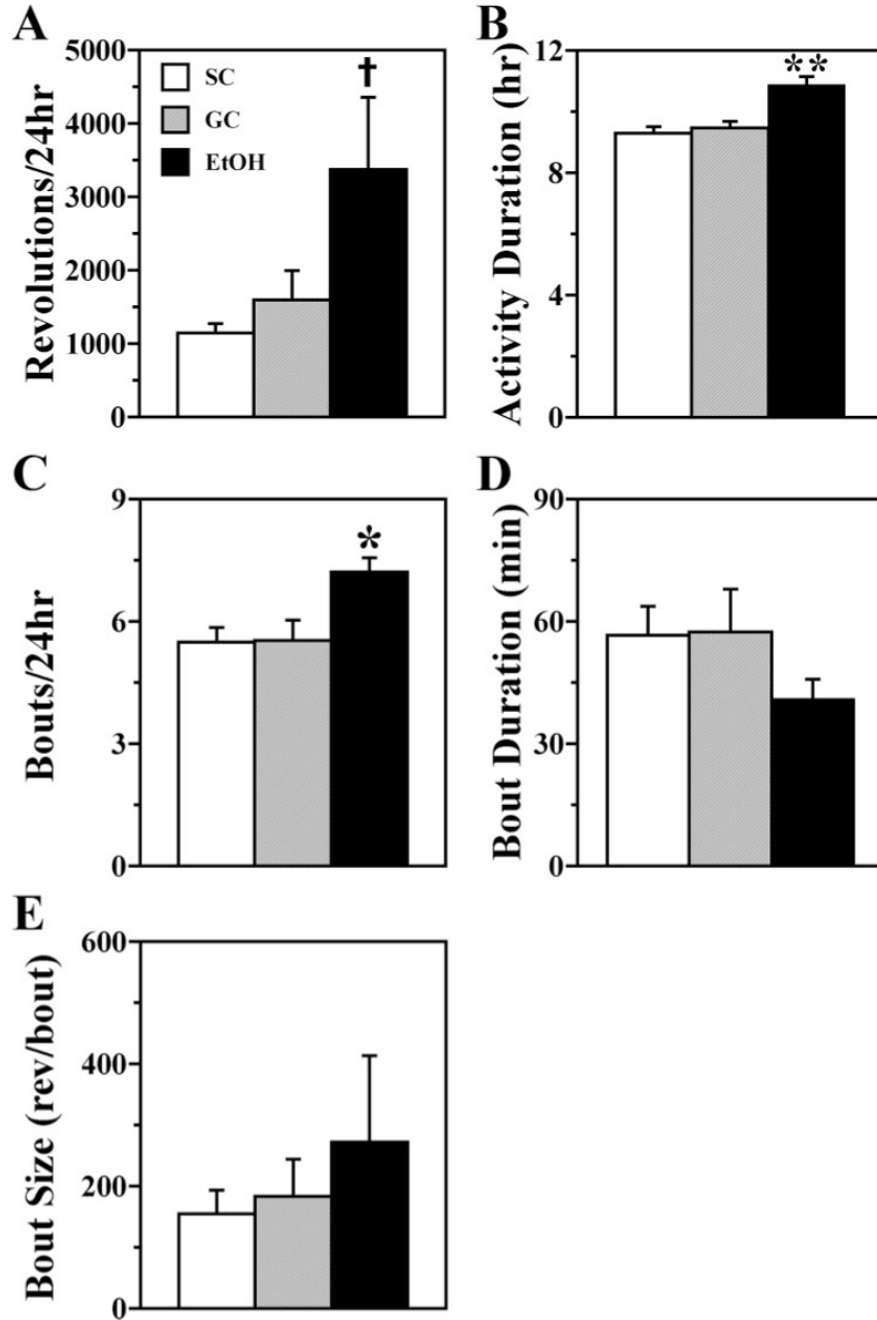 A
Revolutions/24hr
5000
4000
3000
2000
1000
0
SC
GC
EtOH
†
B
Activity Duration (hr)
12
8
4
0
**
C
Bouts/24hr
9
6
3
0
*
D
Bout Duration (min)
90
60
30
0
E
Bout Size (rev/bout)
600
400
200
0